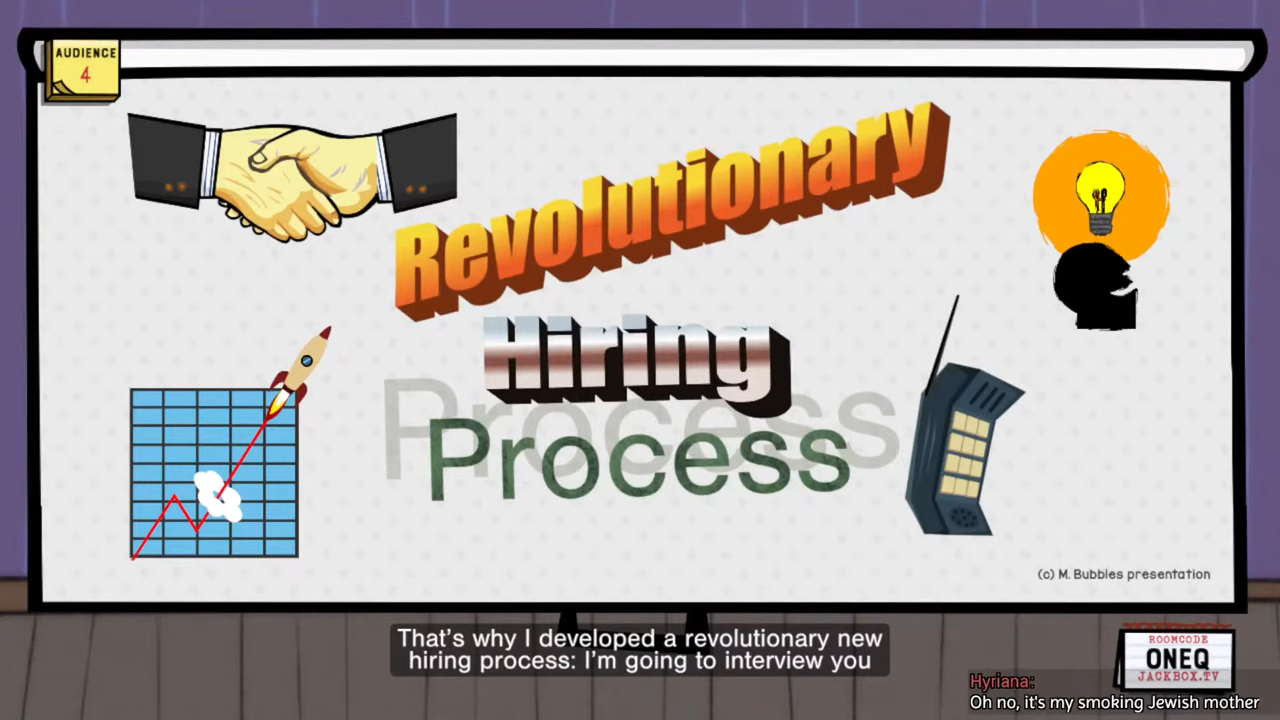 AUDIENCE
4
Revolutionary
Hiring
Process
(c) M. Bubbles presentation
That's why I developed a revolutionary new
hiring process: I'm going to interview you
ROOMCODE
ONEQ
JACKBOX.TV
Hyriana:
Oh no, it's my smoking Jewish mother